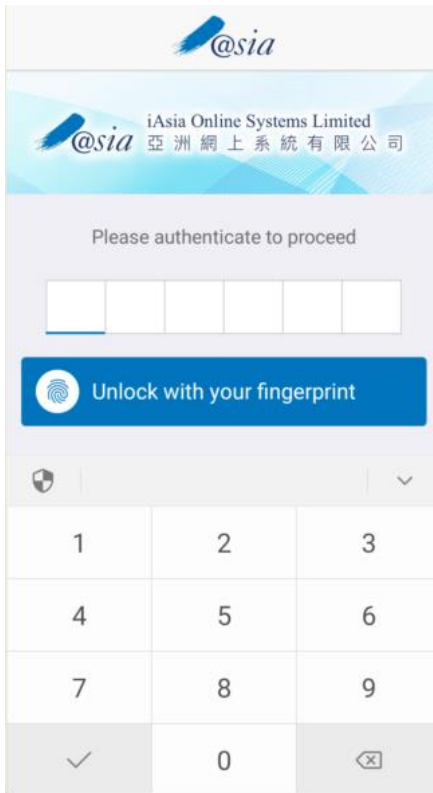 @sia
@sia
iAsia Online Systems Limited
亞洲網上系統有限公司
Please authenticate to proceed
Unlock with your fingerprint
1 2 3
4 5 6
7 8 9
0